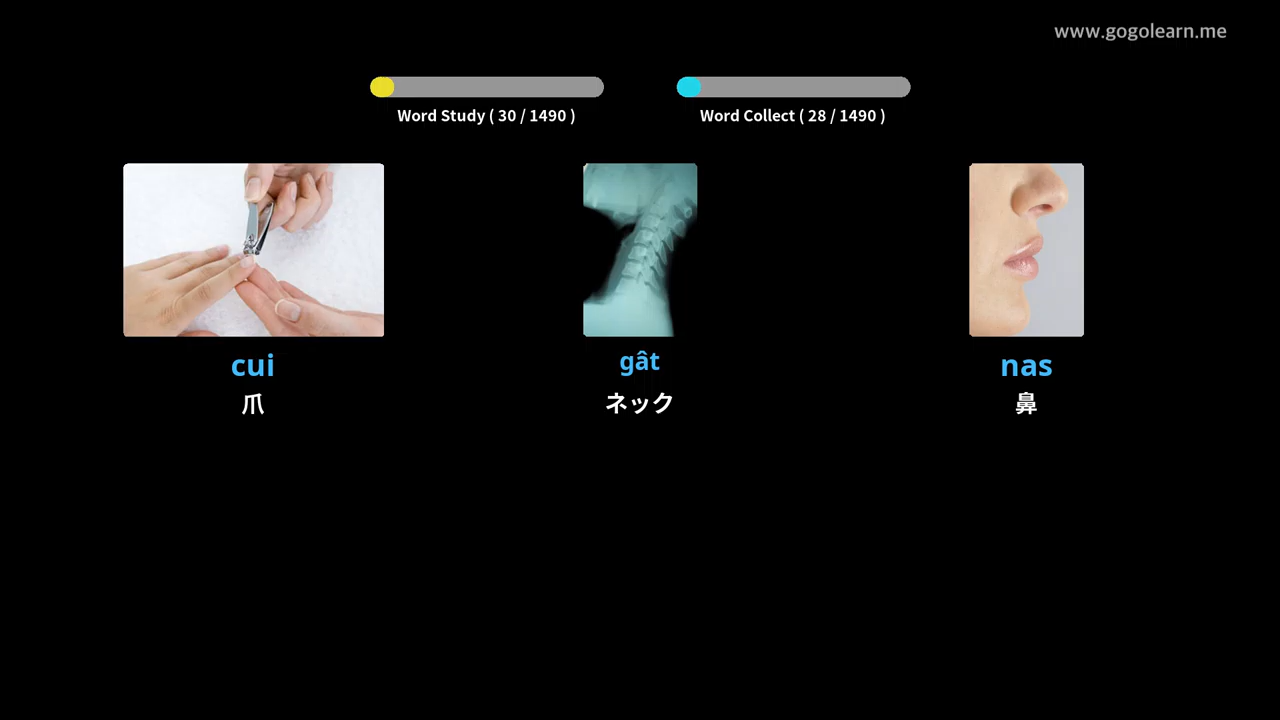 www.gogolearn.me
Word Study ( 30 / 1490 )
Word Collect ( 28 / 1490 )
cui
gât
nas
爪
ネック
鼻